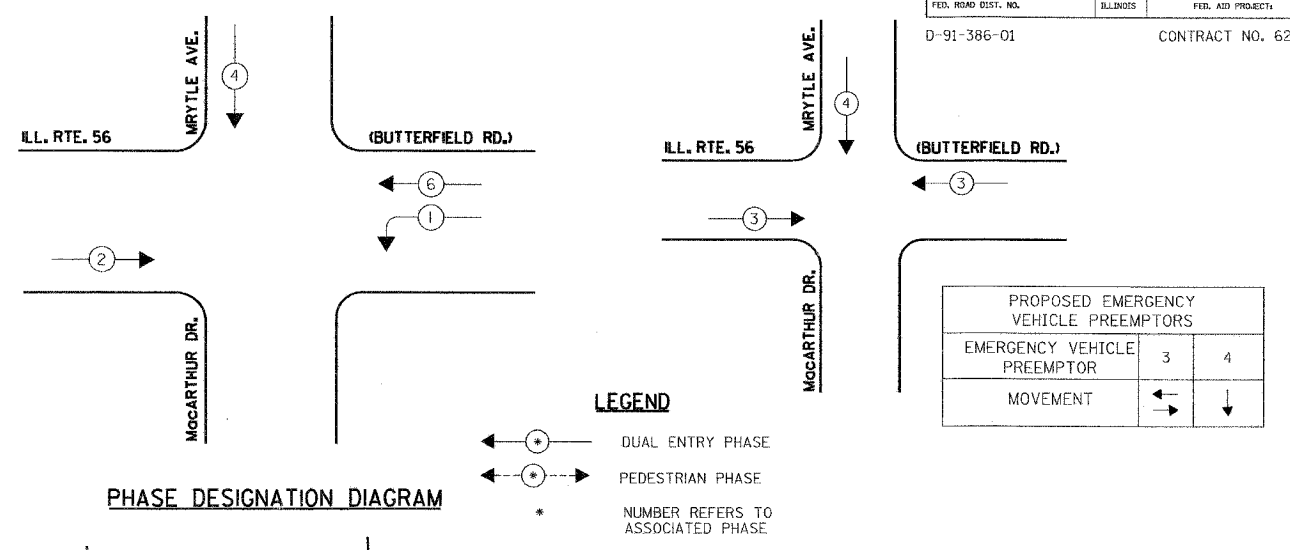 FED. ROAD DIST. NO. ILLINOIS FED. AID PROJECT:
D-91-386-01 CONTRACT NO. 62
MRYTLE AVE.
4
ILL. RTE. 56
(BUTTERFIELD RD.)
6
1
2
MacARTHUR DR.
PHASE DESIGNATION DIAGRAM
MRYTLE AVE.
4
ILL. RTE. 56
(BUTTERFIELD RD.)
3
3
MacARTHUR DR.
LEGEND
* DUAL ENTRY PHASE
* PEDESTRIAN PHASE
* NUMBER REFERS TO
ASSOCIATED PHASE
PROPOSED EMERGENCY
VEHICLE PREEMPTORS
EMERGENCY VEHICLE
PREEMPTOR 3 4
MOVEMENT